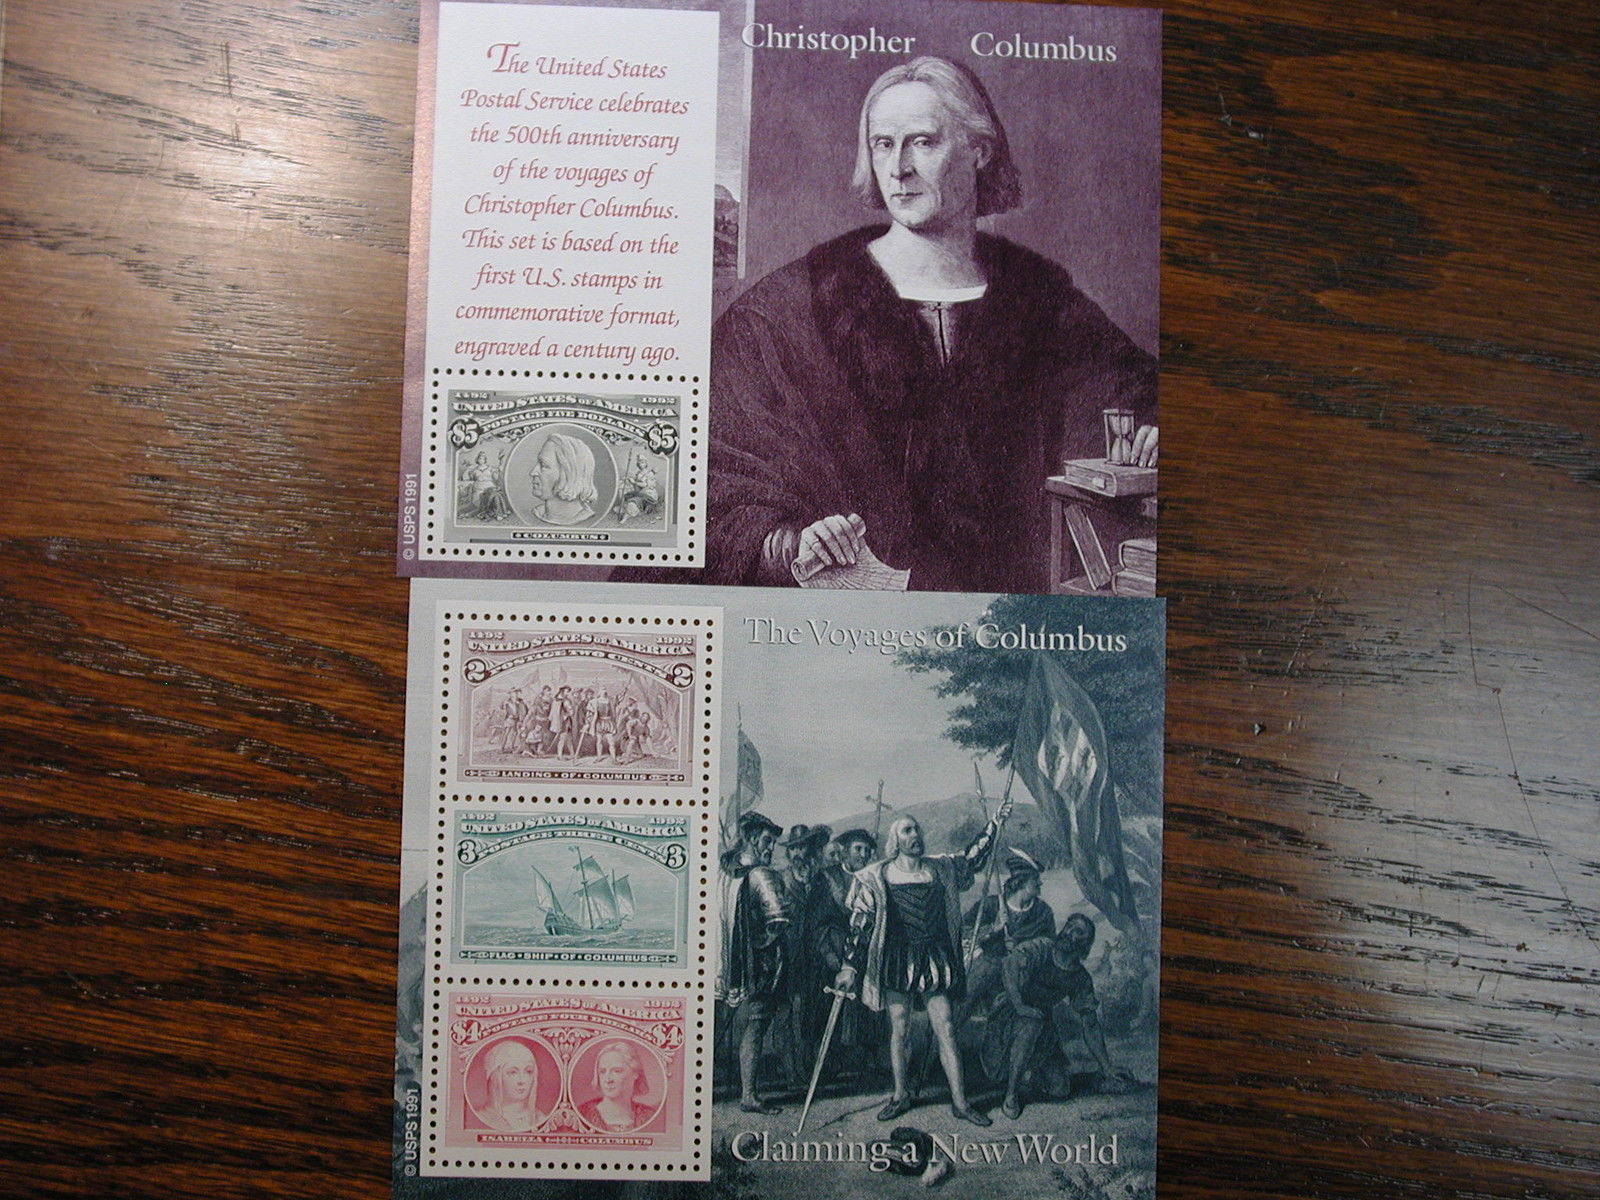 Christopher Columbus
The United States
Postal Service celebrates
the 500th anniversary
of the voyages of
Christopher Columbus.
This set is based on the
first U.S. stamps in
commemorative format,
engraved a century ago.
1492 1992
UNITED STATES OF AMERICA
POSTAGE FIVE DOLLARS
$5 $5
COLUMBUS
© USPS 1991
The Voyages of Columbus
1492 1992
UNITED STATES OF AMERICA
POSTAGE TWO CENTS
2 2
LANDING · OF · COLUMBUS
1492 1992
UNITED STATES OF AMERICA
POSTAGE THREE CENTS
3 3
FLAG · SHIP · OF · COLUMBUS
1492 1992
UNITED STATES OF AMERICA
POSTAGE FOUR DOLLARS
$4 $4
ISABELLA COLUMBUS
© USPS 1991
Claiming a New World